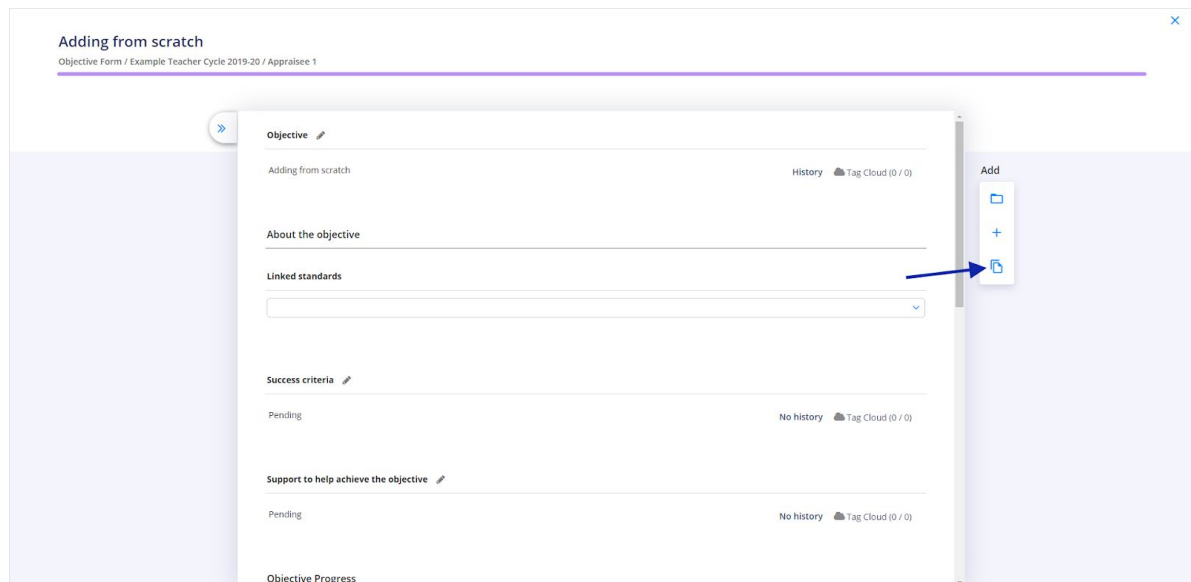 Adding from scratch
Objective Form / Example Teacher Cycle 2019-20 / Appraisee 1
Objective
Adding from scratch
History Tag Cloud (0 / 0)
Add
About the objective
Linked standards
Success criteria
Pending
No history Tag Cloud (0 / 0)
Support to help achieve the objective
Pending
No history Tag Cloud (0 / 0)
Objective Progress